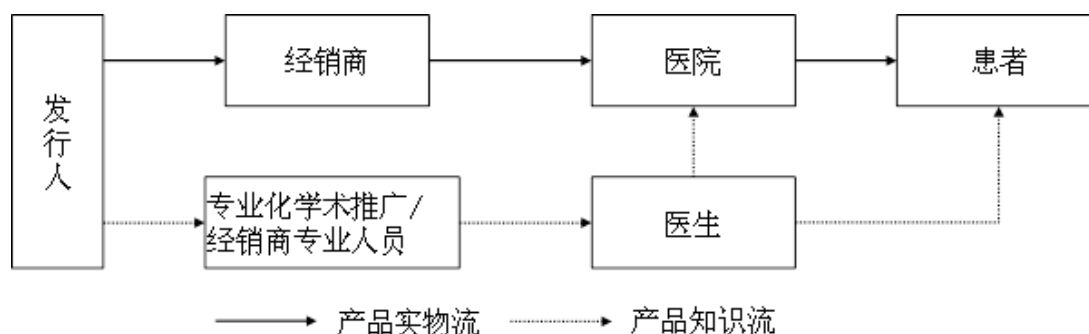 发行人
经销商
医院
患者
专业化学术推广/
经销商专业人员
医生
产品实物流
产品知识流